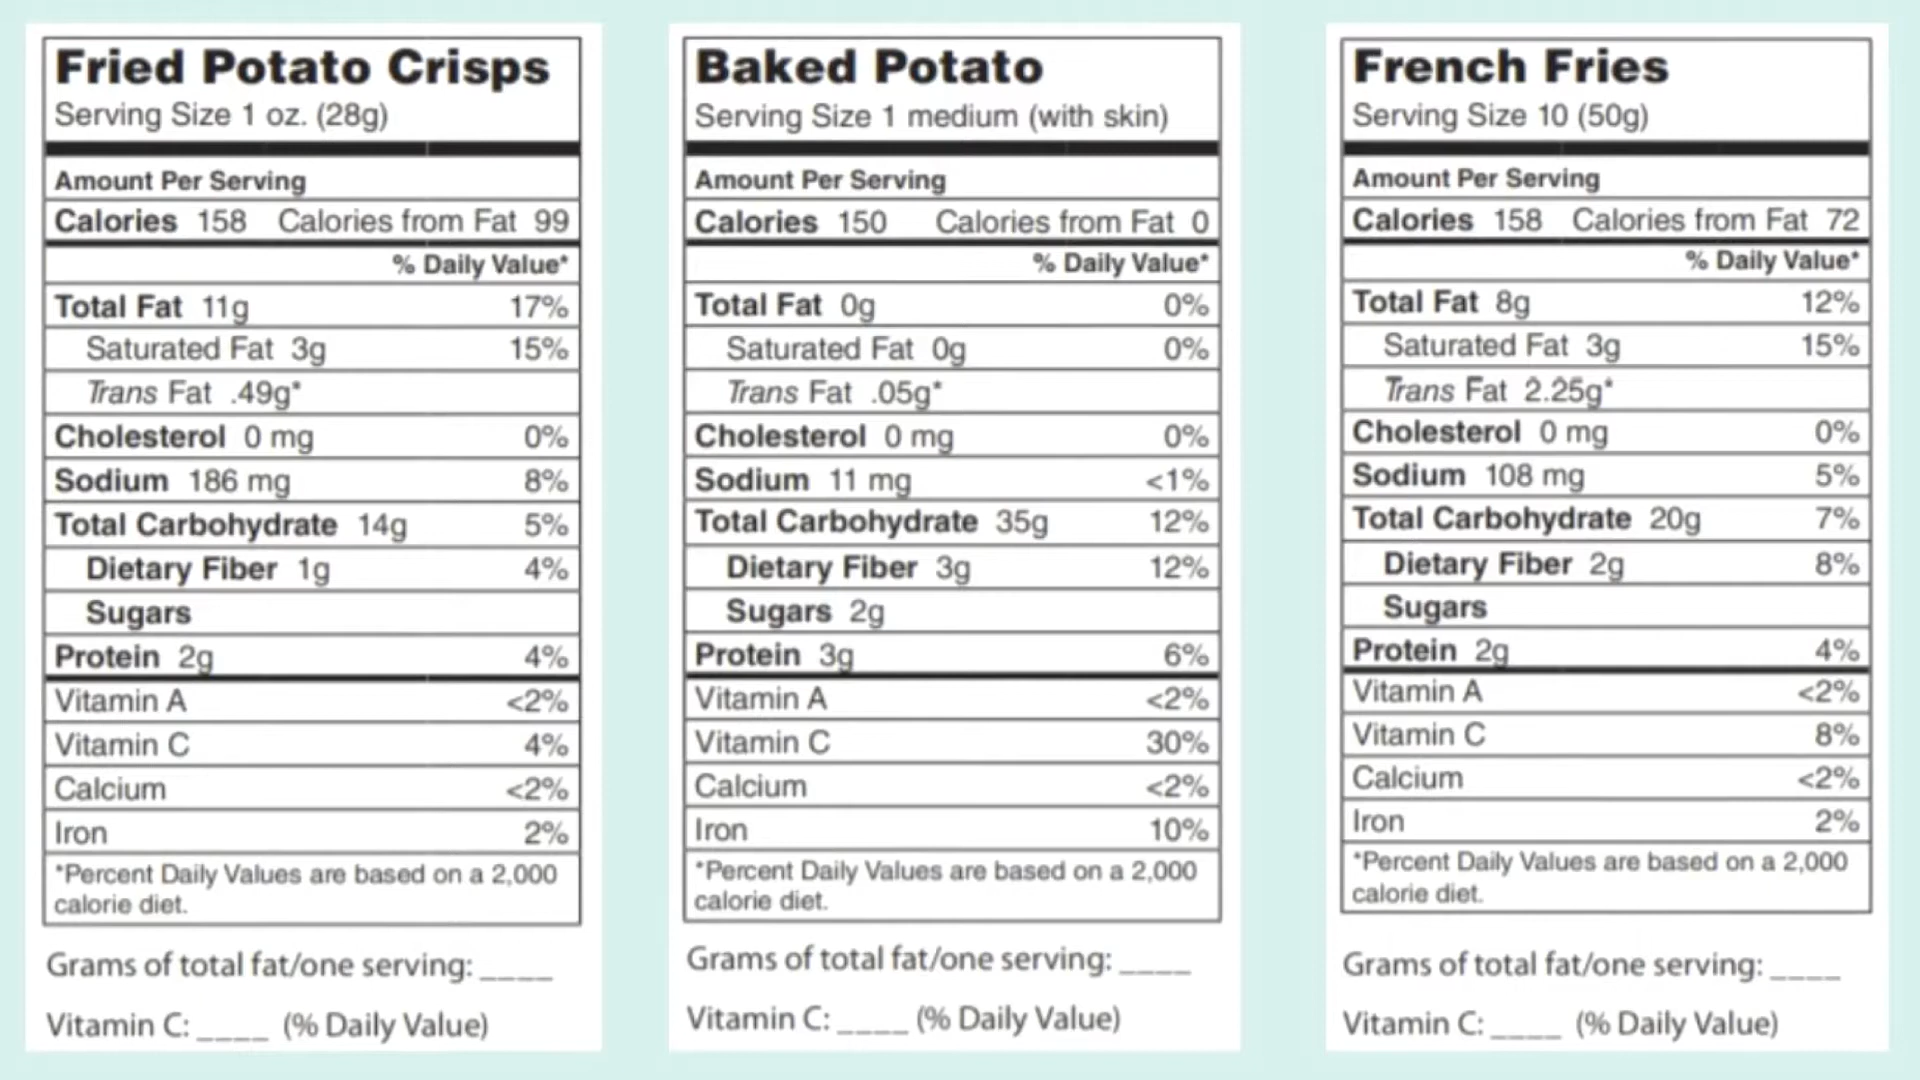 Fried Potato Crisps
Serving Size 1 oz. (28g)
Amount Per Serving
Calories 158 Calories from Fat 99
% Daily Value*
Total Fat 11g 17%
Saturated Fat 3g 15%
Trans Fat .49g*
Cholesterol 0 mg 0%
Sodium 186 mg 8%
Total Carbohydrate 14g 5%
Dietary Fiber 1g 4%
Sugars
Protein 2g 4%
Vitamin A <2%
Vitamin C 4%
Calcium <2%
Iron 2%
*Percent Daily Values are based on a 2,000
calorie diet.
Grams of total fat/one serving: ____
Vitamin C: ____ (% Daily Value)
Baked Potato
Serving Size 1 medium (with skin)
Amount Per Serving
Calories 150 Calories from Fat 0
% Daily Value*
Total Fat 0g 0%
Saturated Fat 0g 0%
Trans Fat .05g*
Cholesterol 0 mg 0%
Sodium 11 mg <1%
Total Carbohydrate 35g 12%
Dietary Fiber 3g 12%
Sugars 2g
Protein 3g 6%
Vitamin A <2%
Vitamin C 30%
Calcium <2%
Iron 10%
*Percent Daily Values are based on a 2,000
calorie diet.
Grams of total fat/one serving: ____
Vitamin C: ____ (% Daily Value)
French Fries
Serving Size 10 (50g)
Amount Per Serving
Calories 158 Calories from Fat 72
% Daily Value*
Total Fat 8g 12%
Saturated Fat 3g 15%
Trans Fat 2.25g*
Cholesterol 0 mg 0%
Sodium 108 mg 5%
Total Carbohydrate 20g 7%
Dietary Fiber 2g 8%
Sugars
Protein 2g 4%
Vitamin A <2%
Vitamin C 8%
Calcium <2%
Iron 2%
*Percent Daily Values are based on a 2,000
calorie diet.
Grams of total fat/one serving: ____
Vitamin C: ____ (% Daily Value)